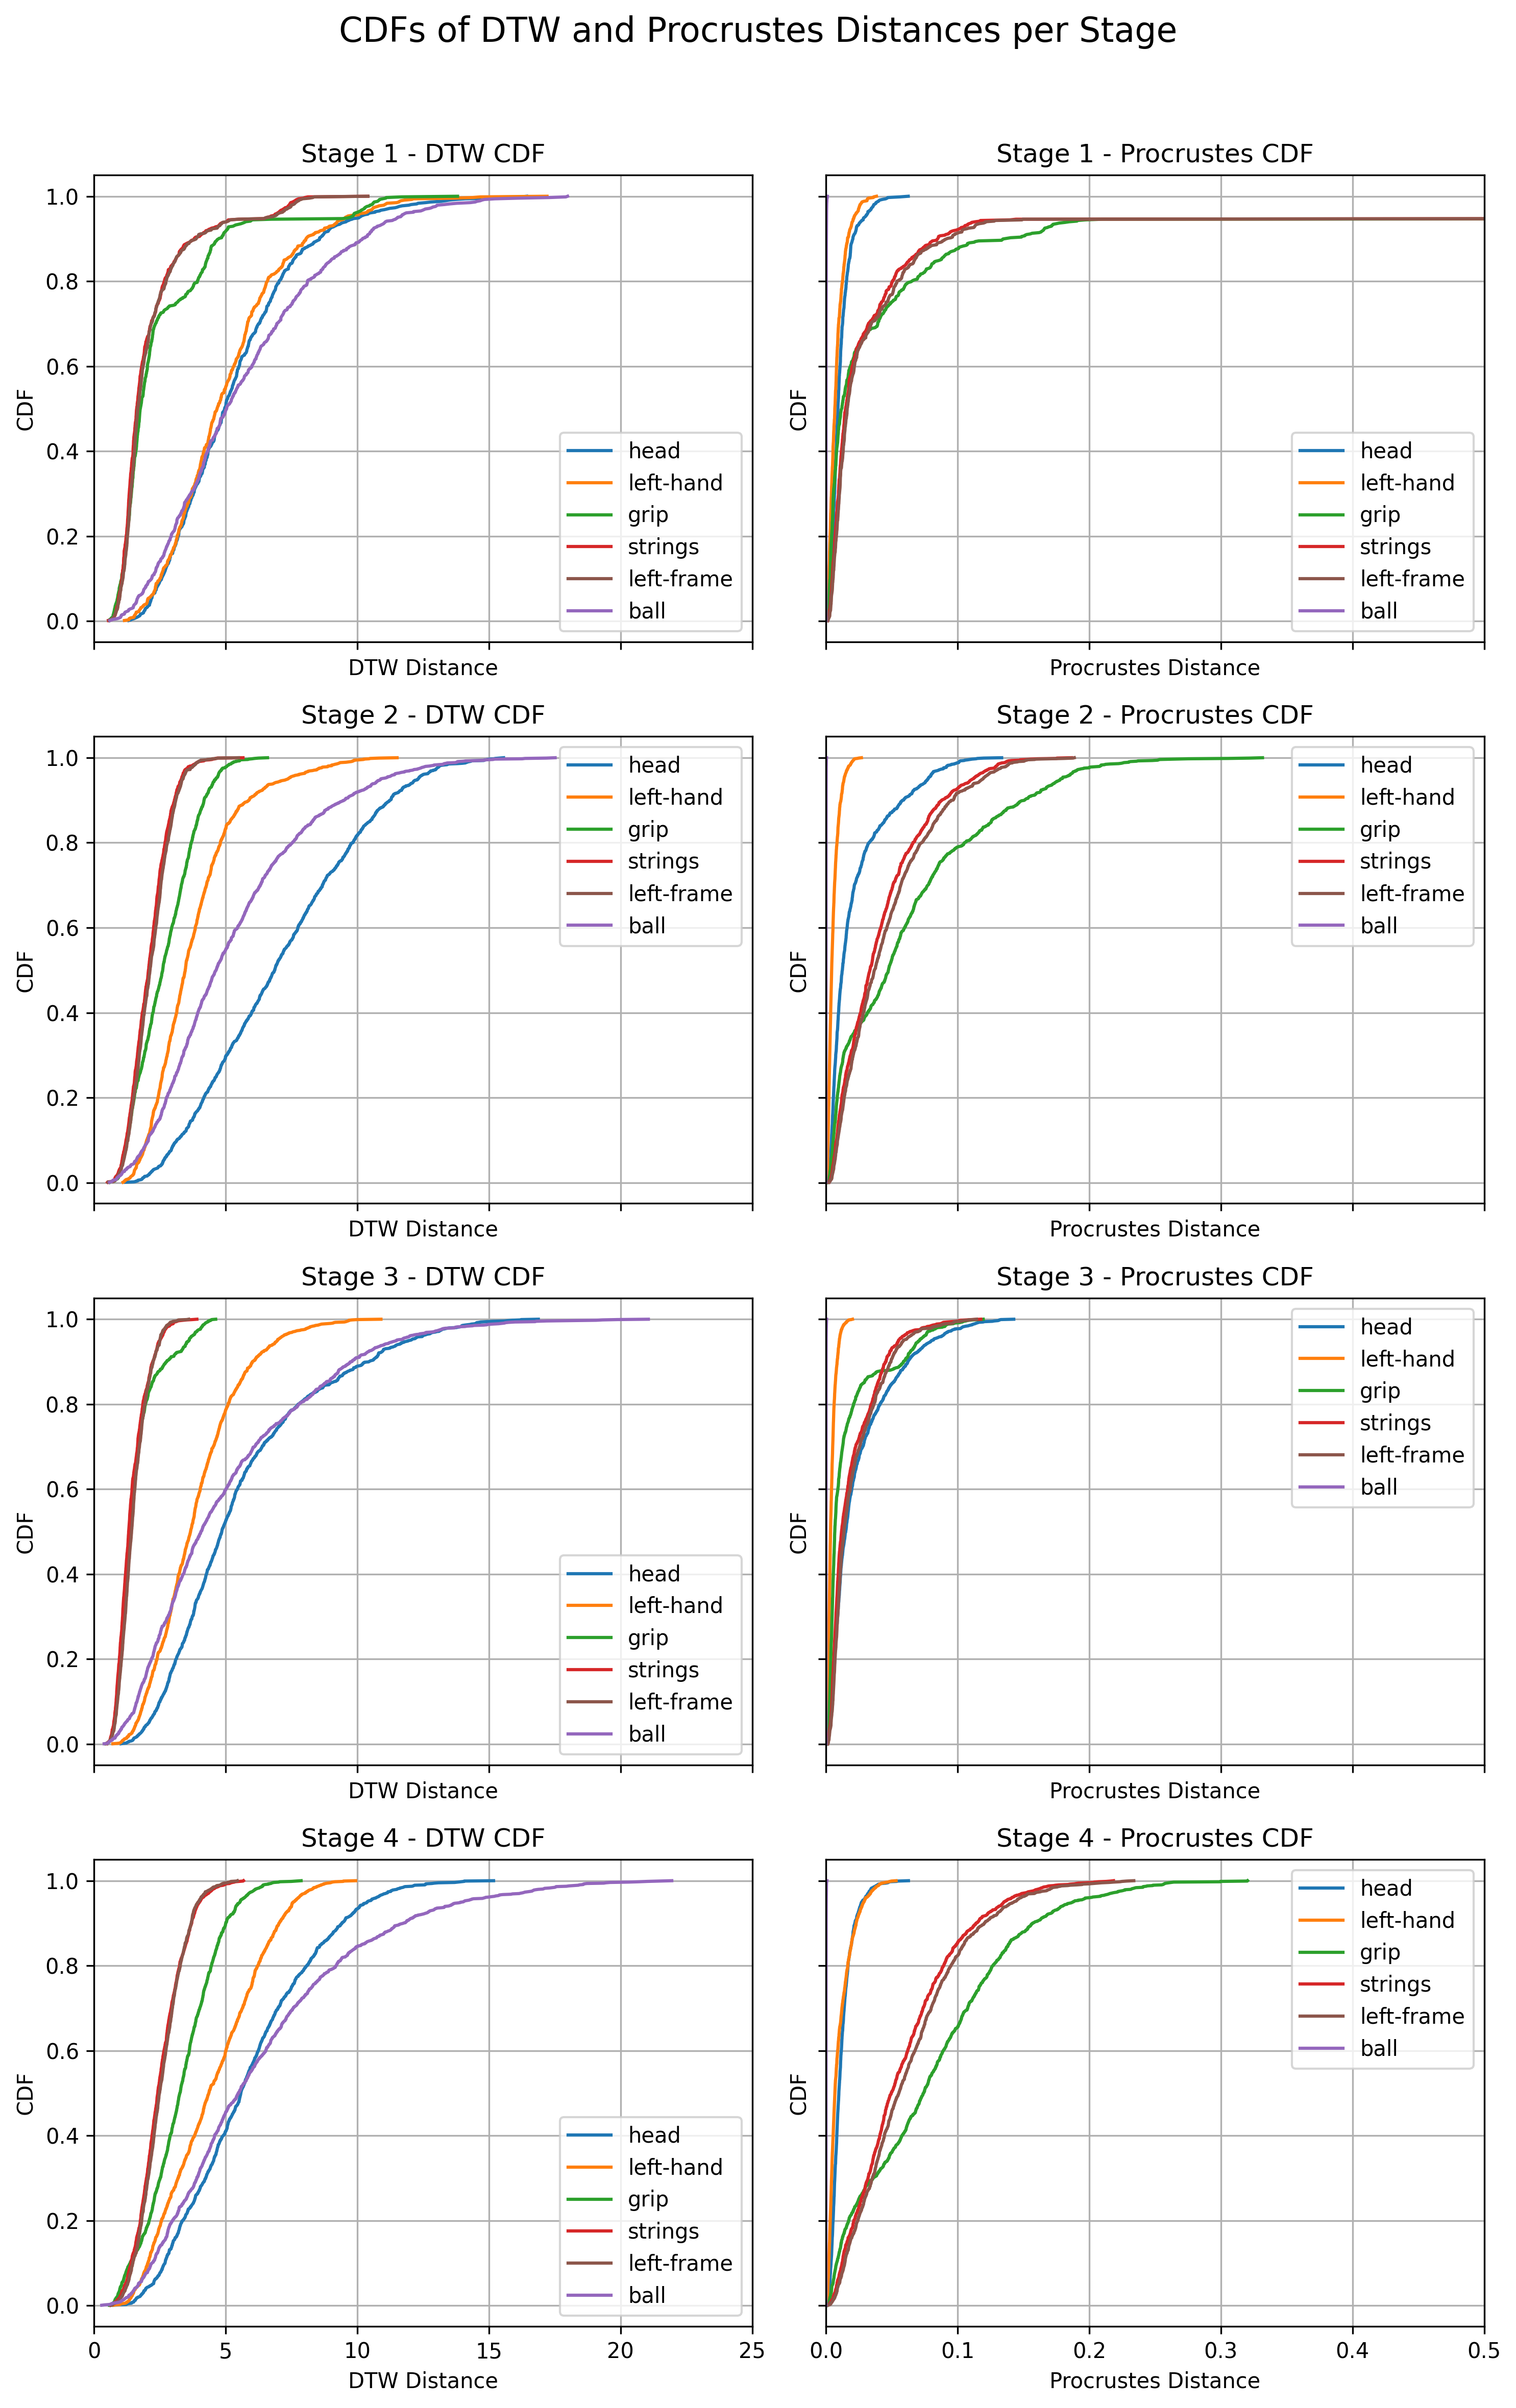 CDFs of DTW and Procrustes Distances per Stage
Stage 1 - DTW CDF
1.0
0.8
0.6
0.4
0.2
0.0
CDF
head
left-hand
grip
strings
left-frame
ball
DTW Distance
Stage 1 - Procrustes CDF
CDF
head
left-hand
grip
strings
left-frame
ball
Procrustes Distance
Stage 2 - DTW CDF
1.0
0.8
0.6
0.4
0.2
0.0
CDF
head
left-hand
grip
strings
left-frame
ball
DTW Distance
Stage 2 - Procrustes CDF
CDF
head
left-hand
grip
strings
left-frame
ball
Procrustes Distance
Stage 3 - DTW CDF
1.0
0.8
0.6
0.4
0.2
0.0
CDF
head
left-hand
grip
strings
left-frame
ball
DTW Distance
Stage 3 - Procrustes CDF
CDF
head
left-hand
grip
strings
left-frame
ball
Procrustes Distance
Stage 4 - DTW CDF
1.0
0.8
0.6
0.4
0.2
0.0
CDF
head
left-hand
grip
strings
left-frame
ball
0 5 10 15 20 25
DTW Distance
Stage 4 - Procrustes CDF
CDF
head
left-hand
grip
strings
left-frame
ball
0.0 0.1 0.2 0.3 0.4 0.5
Procrustes Distance